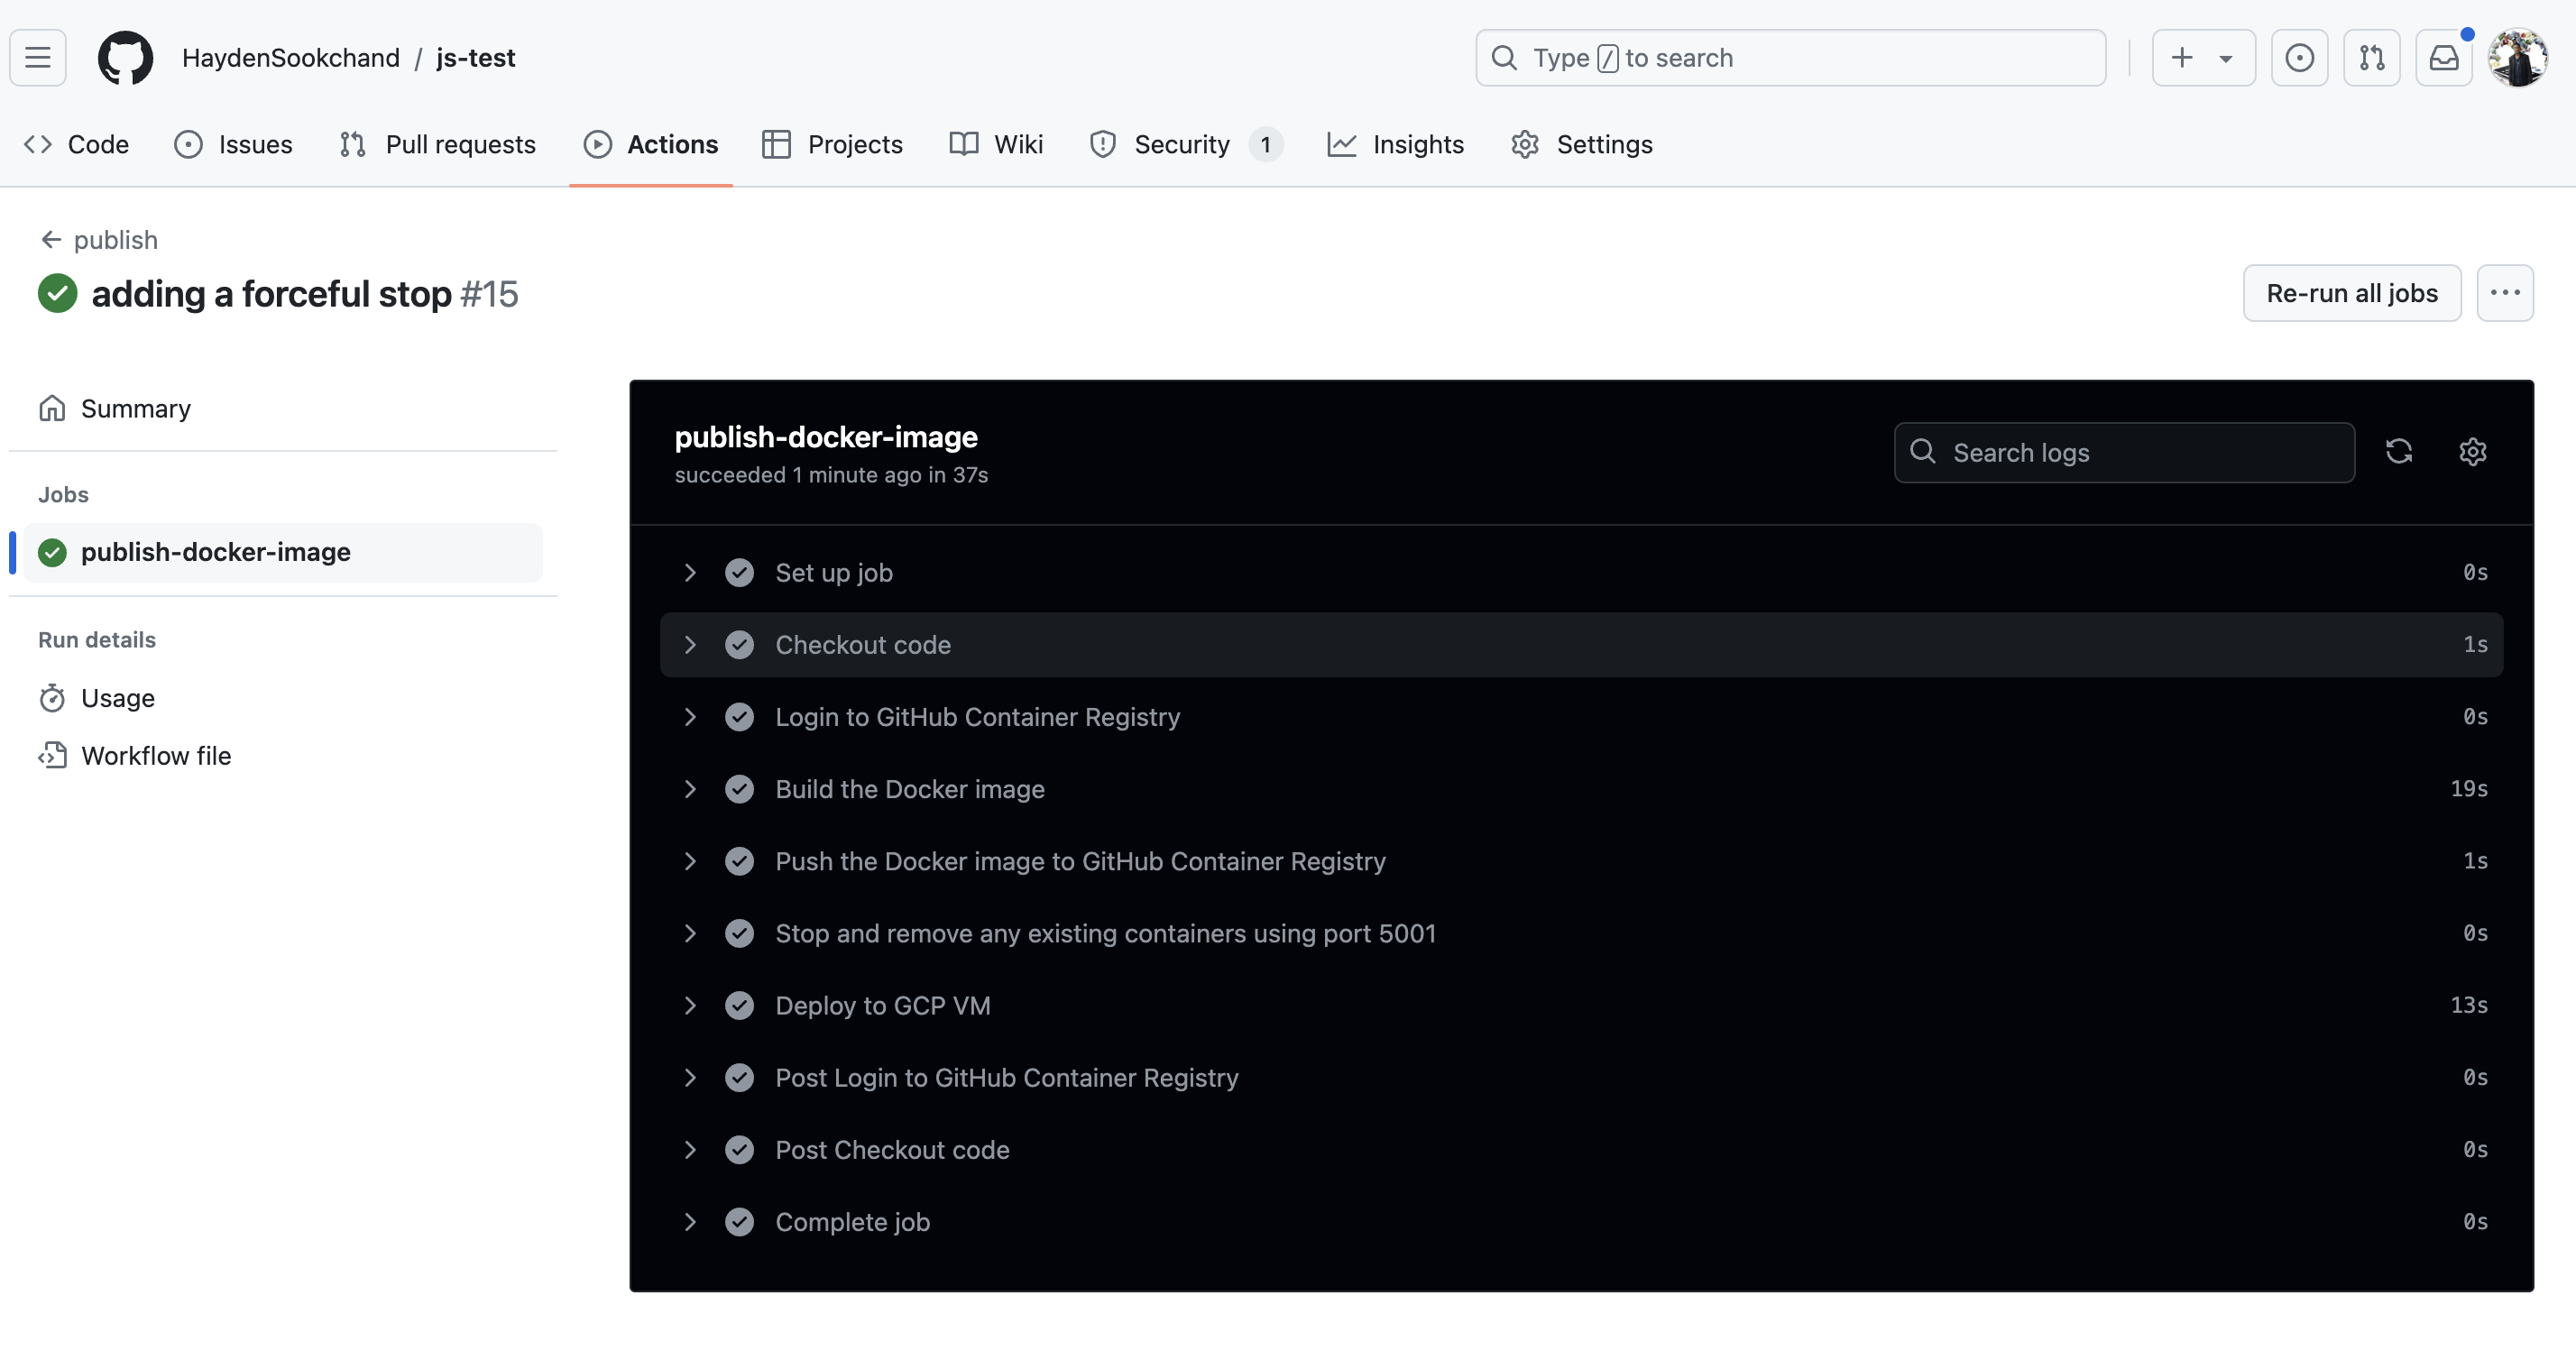 HaydenSookchand / js-test
Type / to search
Code Issues Pull requests Actions Projects Wiki Security 1 Insights Settings
publish
adding a forceful stop #15
Re-run all jobs
Summary
Jobs
publish-docker-image
Run details
Usage
Workflow file
publish-docker-image
succeeded 1 minute ago in 37s
Search logs
Set up job 0s
Checkout code 1s
Login to GitHub Container Registry 0s
Build the Docker image 19s
Push the Docker image to GitHub Container Registry 1s
Stop and remove any existing containers using port 5001 0s
Deploy to GCP VM 13s
Post Login to GitHub Container Registry 0s
Post Checkout code 0s
Complete job 0s